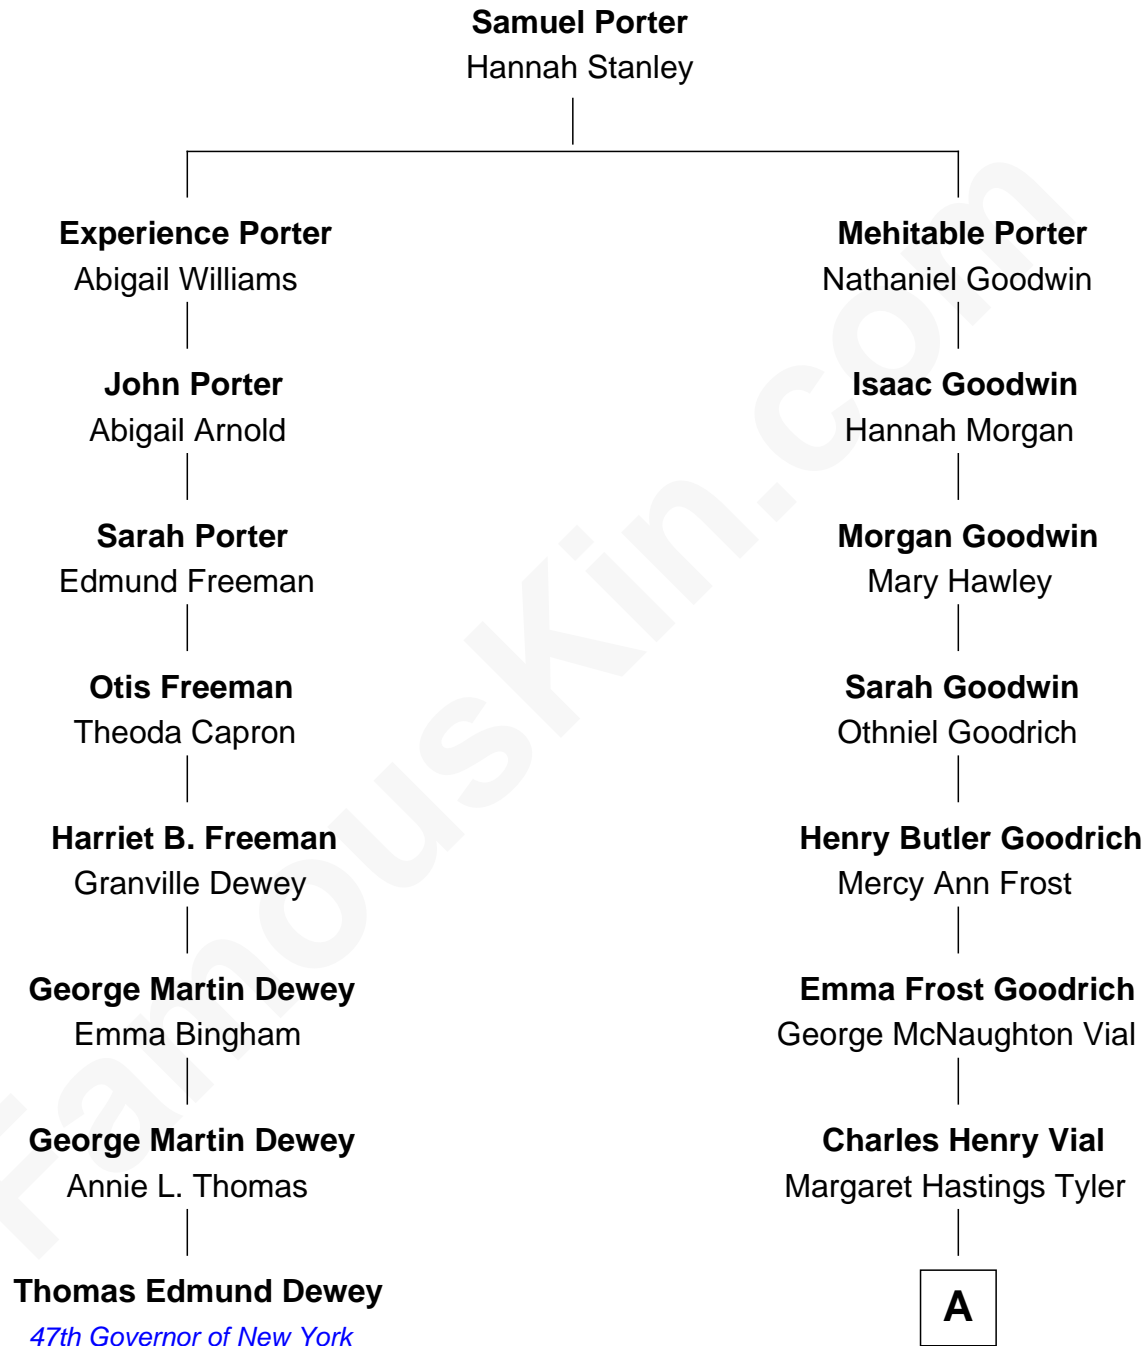 Samuel Porter
Hannah Stanley
Experience Porter
Abigail Williams
Mehitable Porter
Nathaniel Goodwin
John Porter
Abigail Arnold
Isaac Goodwin
Hannah Morgan
Sarah Porter
Edmund Freeman
Morgan Goodwin
Mary Hawley
Otis Freeman
Theoda Capron
Sarah Goodwin
Othniel Goodrich
Harriet B. Freeman
Granville Dewey
Henry Butler Goodrich
Mercy Ann Frost
George Martin Dewey
Emma Bingham
Emma Frost Goodrich
George McNaughton Vial
George Martin Dewey
Annie L. Thomas
Charles Henry Vial
Margaret Hastings Tyler
Thomas Edmund Dewey
47th Governor of New York
A
FamousKin.com